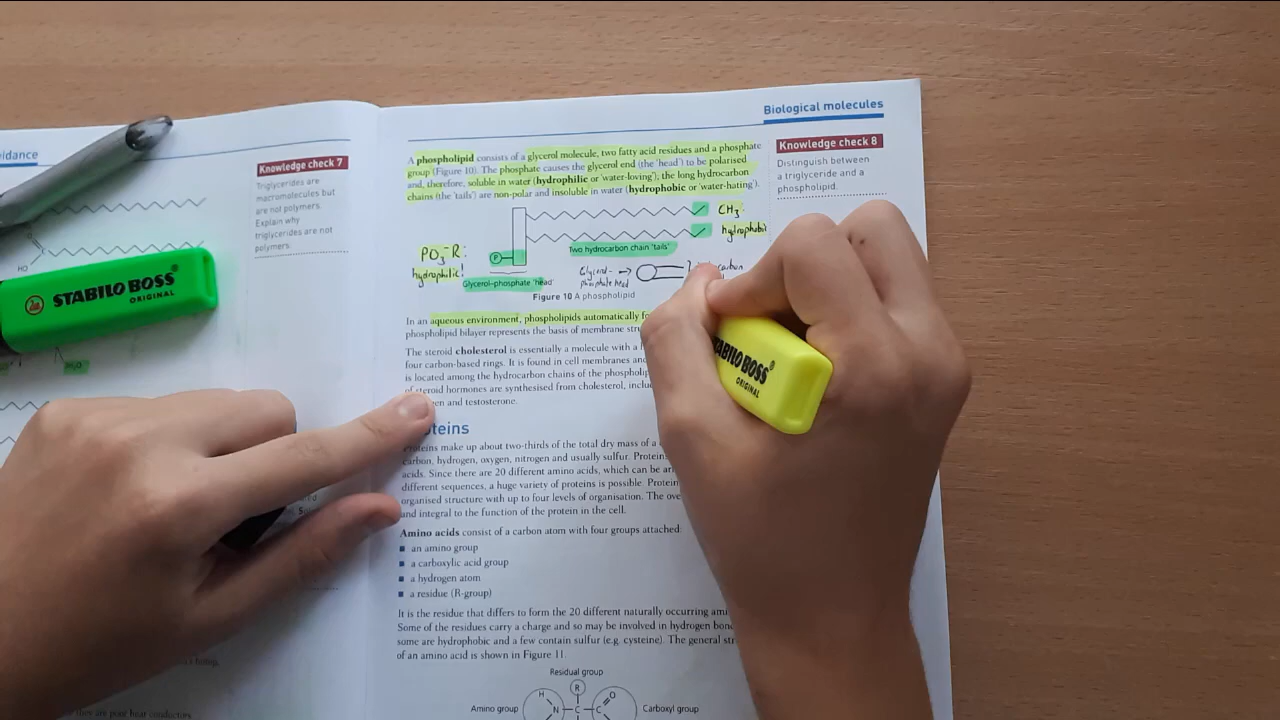 idance
Knowledge check 7
Triglycerides are
macromolecules but
are not polymers.
Explain why
triglycerides are not
polymers.
HO
STABILO BOSS
ORIGINAL
H₂O
they are poor heat conductors
Biological molecules
A phospholipid consists of a glycerol molecule, two fatty acid residues and a phosphate
group (Figure 10). The phosphate causes the glycerol end (the 'head') to be polarised
and, therefore, soluble in water (hydrophilic or 'water-loving'); the long hydrocarbon
chains (the 'tails') are non-polar and insoluble in water (hydrophobic or 'water-hating').
Knowledge check 8
Distinguish between
a triglyceride and a
phospholipid.
CH₃.
hydrophobic
PO₃⁻R:
hydrophilic!
P
Two hydrocarbon chain 'tails'
Glycerol-phosphate 'head'
Glycerol-
phosphate head
carbon
Figure 10 A phospholipid
In an aqueous environment, phospholipids automatically
phospholipid bilayer represents the basis of membrane
The steroid cholesterol is essentially a molecule with a
four carbon-based rings. It is found in cell membranes
is located among the hydrocarbon chains of the
of steroid hormones are synthesised from cholesterol,
and testosterone.
STABILO BOSS
ORIGINAL
teins
Proteins make up about two-thirds of the total dry mass of a
carbon, hydrogen, oxygen, nitrogen and usually sulfur.
acids. Since there are 20 different amino acids, which can be
different sequences, a huge variety of proteins is possible.
organised structure with up to four levels of organisation. The
and integral to the function of the protein in the cell.
Amino acids consist of a carbon atom with four groups attached:
■ an amino group
■ a carboxylic acid group
■ a hydrogen atom
■ a residue (R-group)
It is the residue that differs to form the 20 different naturally occurring
Some of the residues carry a charge and so may be involved in hydrogen
some are hydrophobic and a few contain sulfur (e.g. cysteine). The general
of an amino acid is shown in Figure 11.
Residual group
R
H
O
Amino group
N
C
C
Carboxyl group